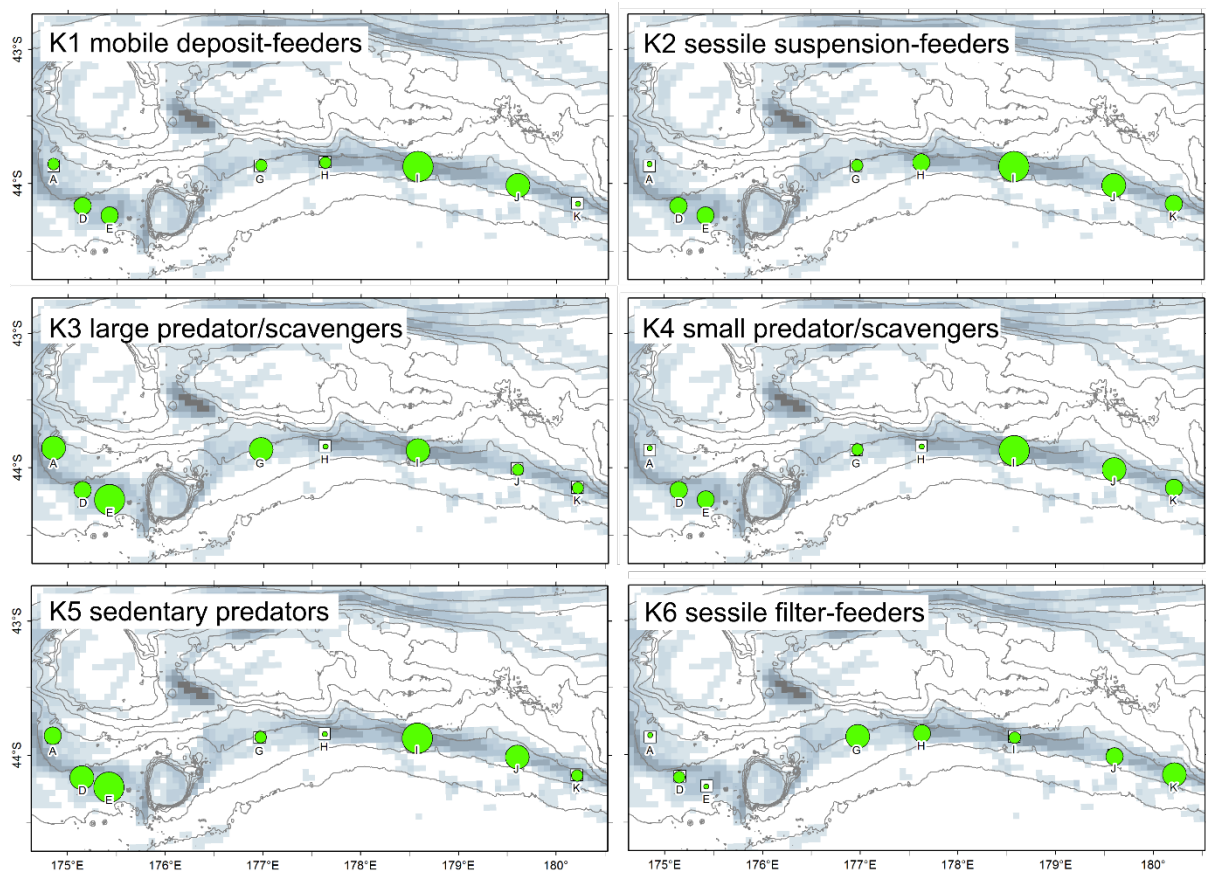 K1 mobile deposit-feeders
K2 sessile suspension-feeders
43°S
44°S
A
D
E
G
H
I
J
K
A
D
E
G
H
I
J
K
K3 large predator/scavengers
K4 small predator/scavengers
43°S
44°S
A
D
E
G
H
I
J
K
A
D
E
G
H
I
J
K
K5 sedentary predators
K6 sessile filter-feeders
43°S
44°S
A
D
E
G
H
I
J
K
A
D
E
G
H
I
J
K
175°E 176°E 177°E 178°E 179°E 180°
175°E 176°E 177°E 178°E 179°E 180°